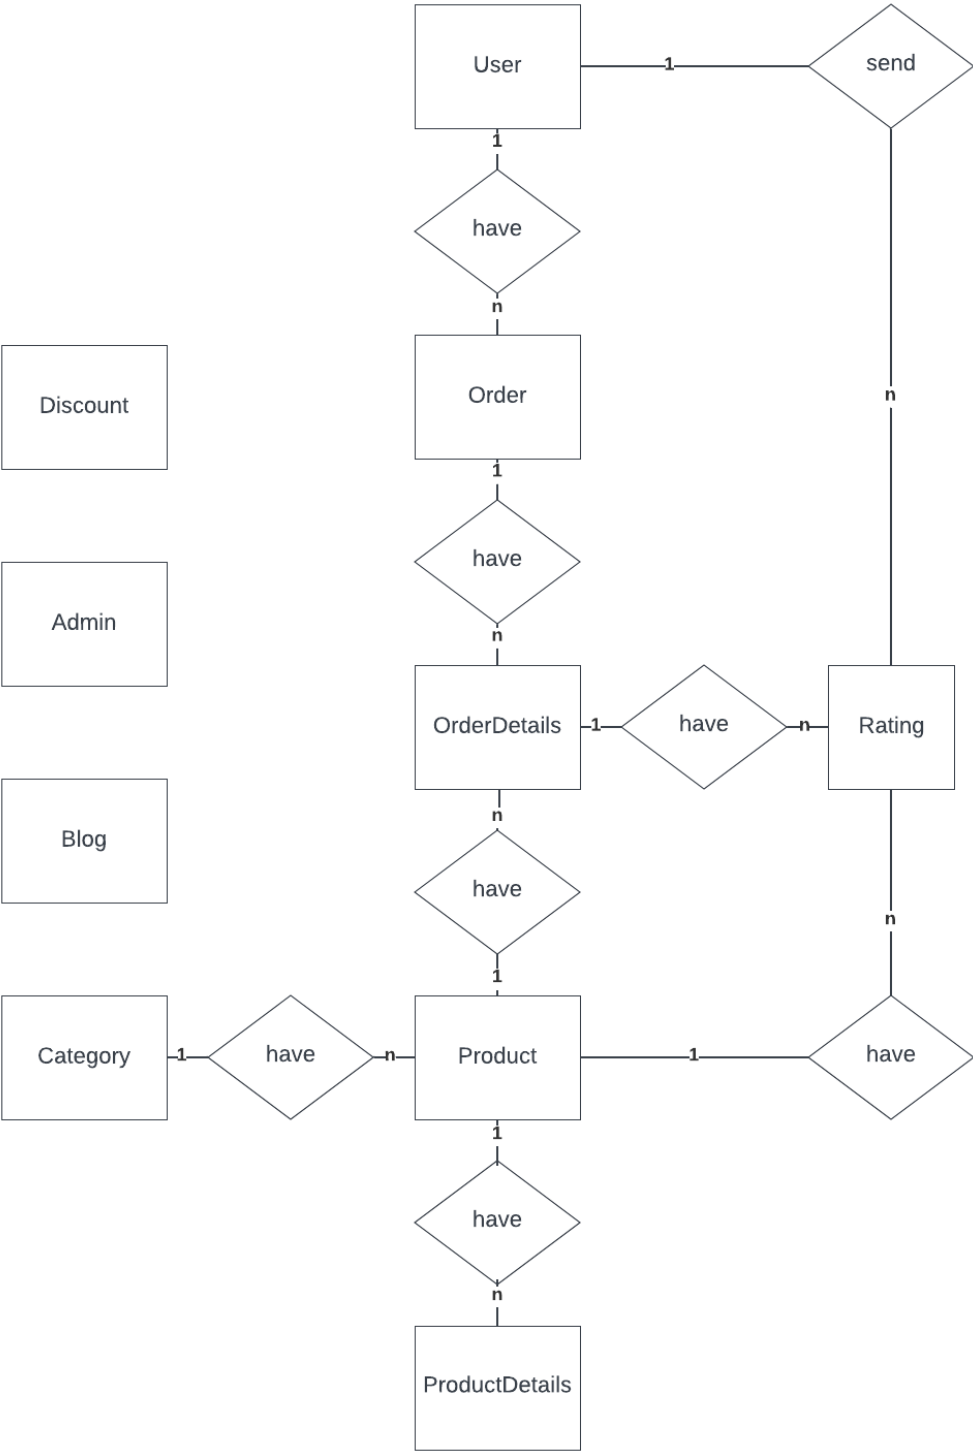 User
1
send
1
have
n
Discount
Order
n
1
have
Admin
n
OrderDetails
1
have
n
Rating
n
Blog
have
n
1
Category
1
have
n
Product
1
have
1
have
n
ProductDetails